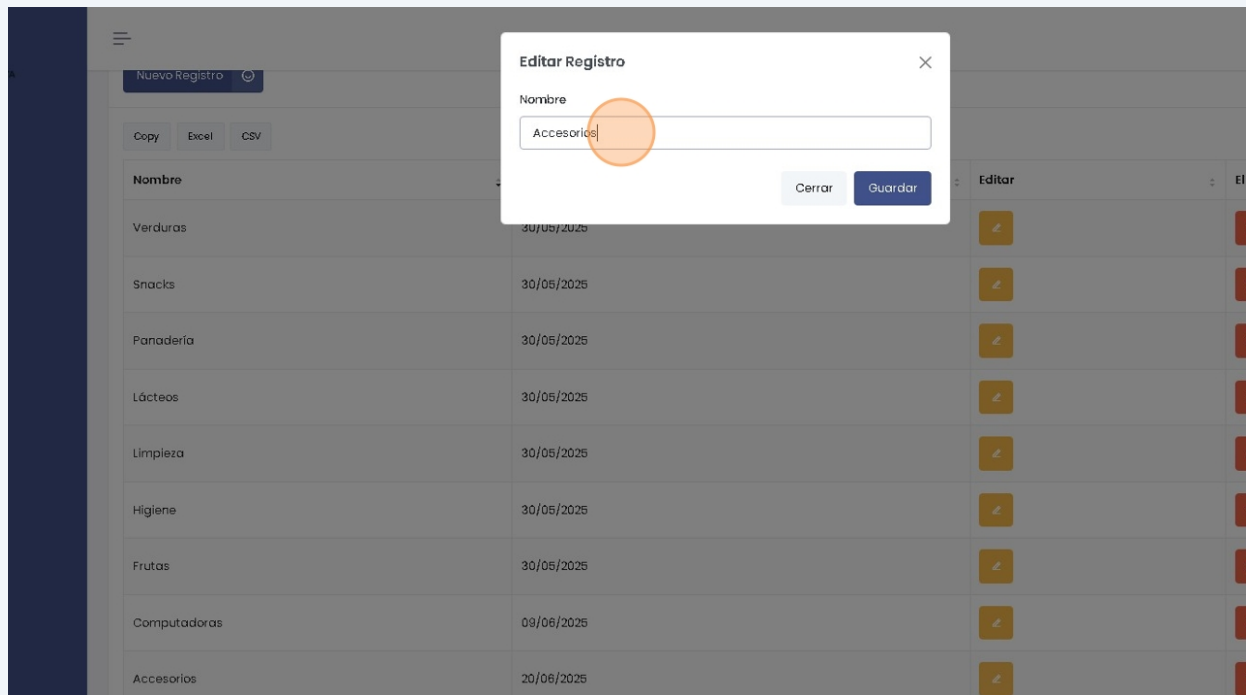 Editar Registro
Nuevo Registro
Nombre
Accesorios
Copy Excel CSV
Cerrar Guardar
Nombre Editar El
Verduras 30/05/2025
Snacks 30/05/2025
Panadería 30/05/2025
Lácteos 30/05/2025
Limpieza 30/05/2025
Higiene 30/05/2025
Frutas 30/05/2025
Computadoras 09/06/2025
Accesorios 20/06/2025